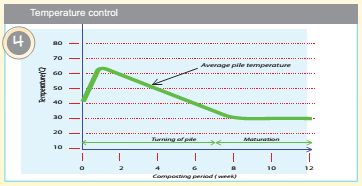 Temperature control
4
80
70
60
50
40
30
20
10
Temperature(C)
Average pile temperature
Turning of pile
Maturation
0
2
4
6
8
10
12
Composting period ( week)